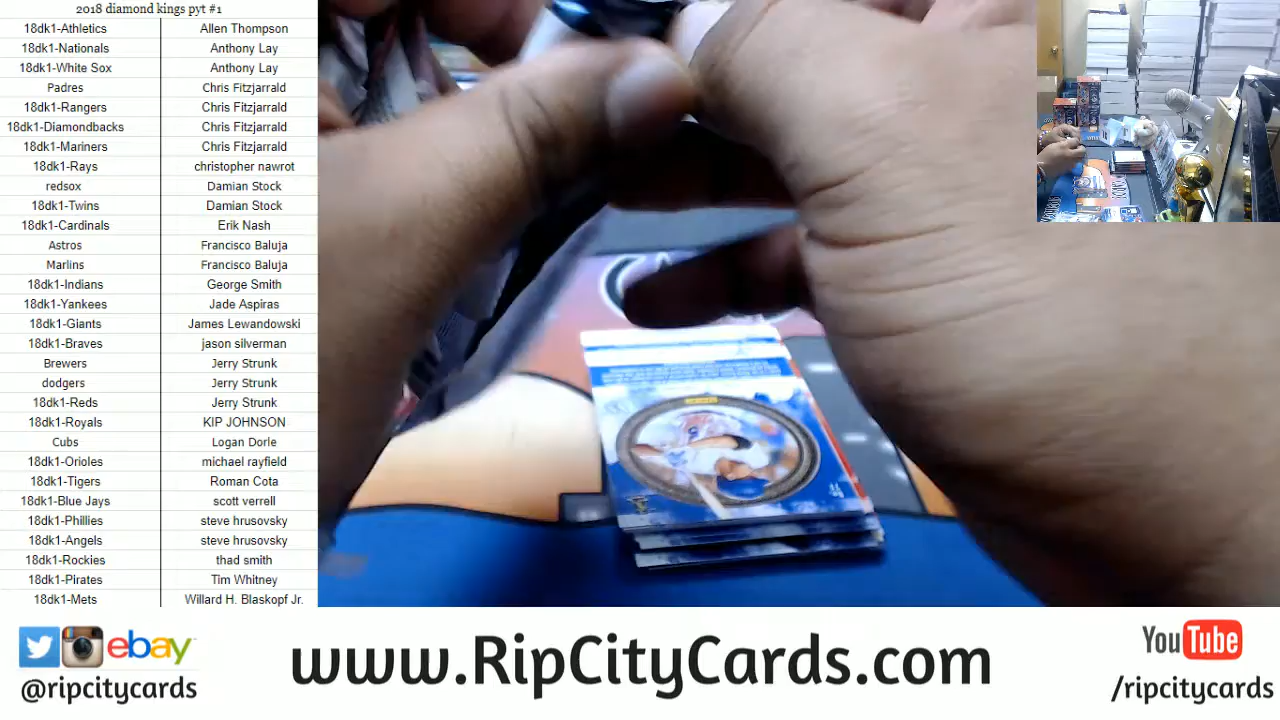 2018 diamond kings pyt #1
18dk1-Athletics Allen Thompson
18dk1-Nationals Anthony Lay
18dk1-White Sox Anthony Lay
Padres Chris Fitzjarrald
18dk1-Rangers Chris Fitzjarrald
18dk1-Diamondbacks Chris Fitzjarrald
18dk1-Mariners Chris Fitzjarrald
18dk1-Rays christopher nawrot
redsox Damian Stock
18dk1-Twins Damian Stock
18dk1-Cardinals Erik Nash
Astros Francisco Baluja
Marlins Francisco Baluja
18dk1-Indians George Smith
18dk1-Yankees Jade Aspiras
18dk1-Giants James Lewandowski
18dk1-Braves jason silverman
Brewers Jerry Strunk
dodgers Jerry Strunk
18dk1-Reds Jerry Strunk
18dk1-Royals KIP JOHNSON
Cubs Logan Dorle
18dk1-Orioles michael rayfield
18dk1-Tigers Roman Cota
18dk1-Blue Jays scott verrell
18dk1-Phillies steve hrusovsky
18dk1-Angels steve hrusovsky
18dk1-Rockies thad smith
18dk1-Pirates Tim Whitney
18dk1-Mets Willard H. Blaskopf Jr.
ebay
@ripcitycards
www.RipCityCards.com
YouTube
/ripcitycards